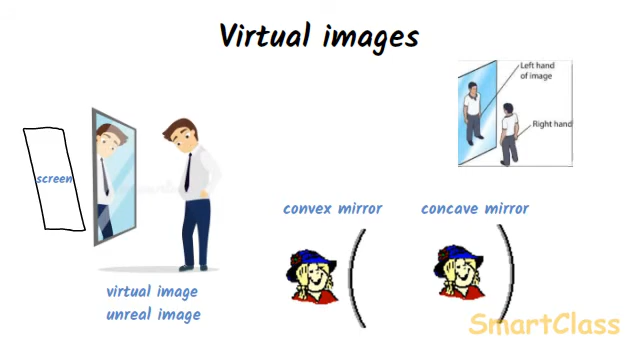 Virtual images
Left hand
of image
Right hand
screen
convex mirror
concave mirror
virtual image
unreal image
SmartClass